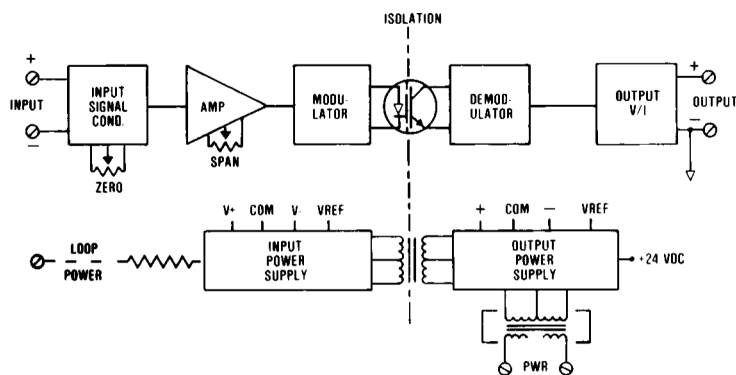 ISOLATION
+
INPUT
−
INPUT
SIGNAL
COND.
ZERO
AMP
SPAN
MODU-
LATOR
DEMOD-
ULATOR
OUTPUT
V/I
+
OUTPUT
−
LOOP
POWER
V+ COM V- VREF
INPUT
POWER
SUPPLY
+ COM − VREF
OUTPUT
POWER
SUPPLY
+24 VDC
PWR